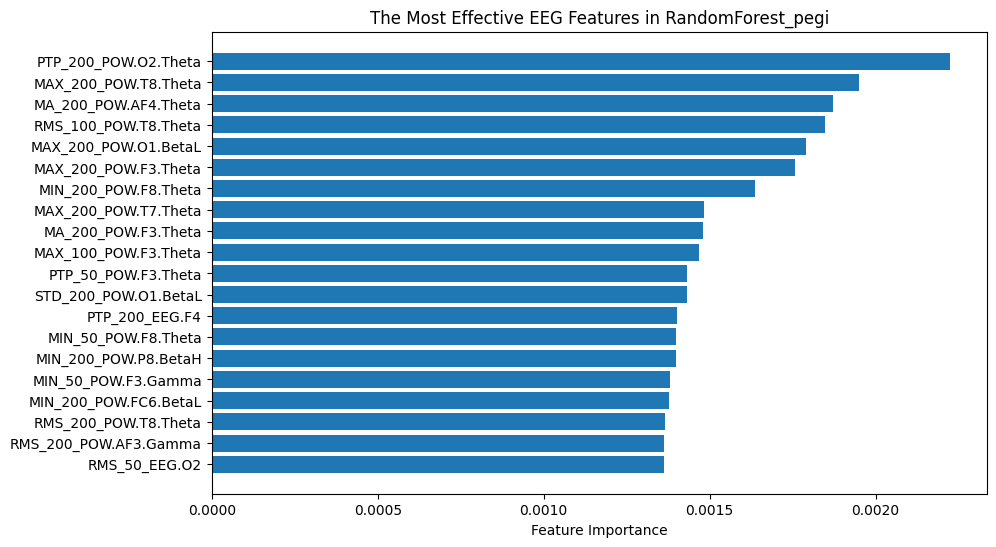 The Most Effective EEG Features in RandomForest_pegi
PTP_200_POW.O2.Theta
MAX_200_POW.T8.Theta
MA_200_POW.AF4.Theta
RMS_100_POW.T8.Theta
MAX_200_POW.O1.BetaL
MAX_200_POW.F3.Theta
MIN_200_POW.F8.Theta
MAX_200_POW.T7.Theta
MA_200_POW.F3.Theta
MAX_100_POW.F3.Theta
PTP_50_POW.F3.Theta
STD_200_POW.O1.BetaL
PTP_200_EEG.F4
MIN_50_POW.F8.Theta
MIN_200_POW.P8.BetaH
MIN_50_POW.F3.Gamma
MIN_200_POW.FC6.BetaL
RMS_200_POW.T8.Theta
RMS_200_POW.AF3.Gamma
RMS_50_EEG.O2
0.0000 0.0005 0.0010 0.0015 0.0020
Feature Importance